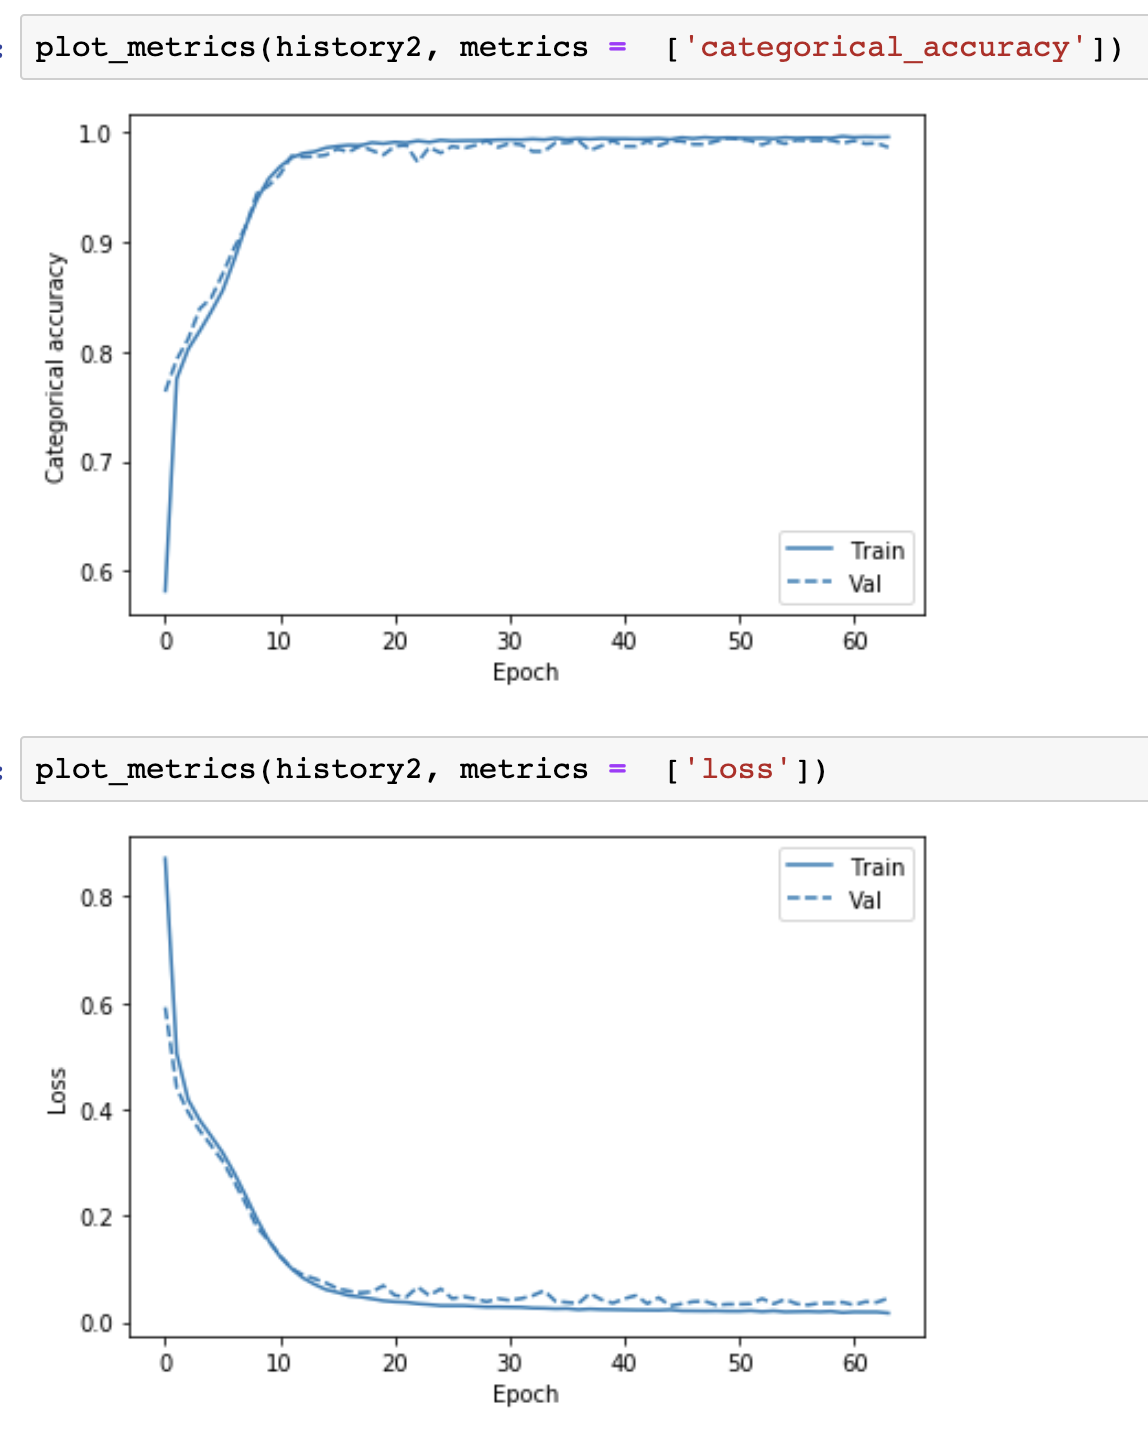 plot_metrics(history2, metrics =  ['categorical_accuracy'])
1.0
0.9
0.8
0.7
0.6
Categorical accuracy
Train
Val
0 10 20 30 40 50 60
Epoch
plot_metrics(history2, metrics =  ['loss'])
Train
Val
0.8
0.6
0.4
0.2
0.0
Loss
0 10 20 30 40 50 60
Epoch